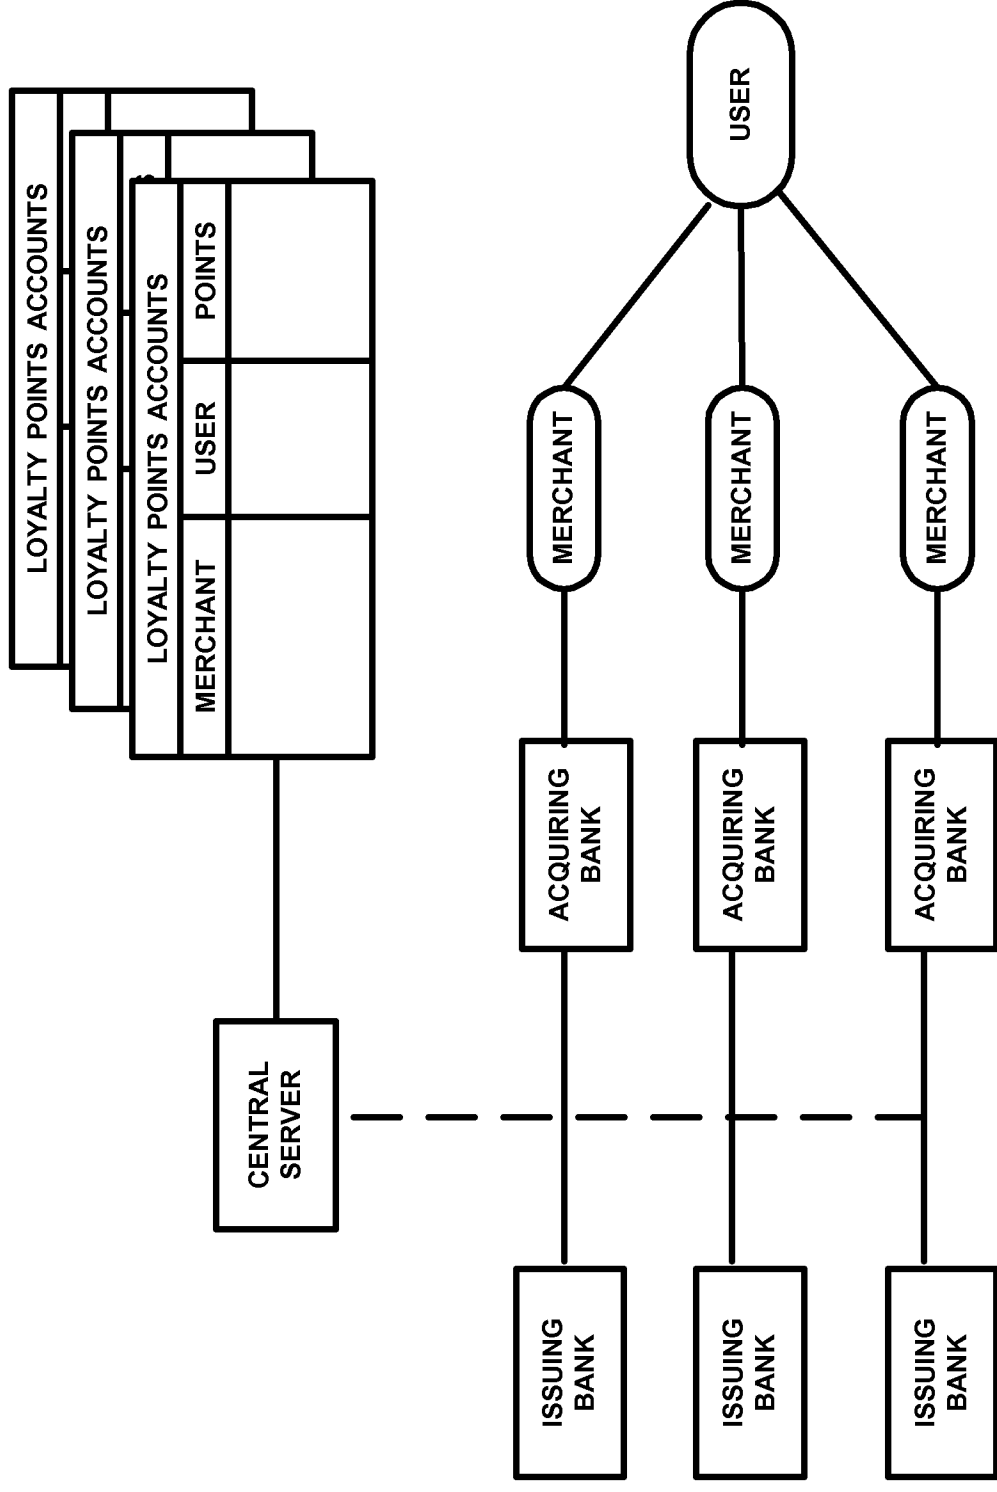 LOYALTY POINTS ACCOUNTS
LOYALTY POINTS ACCOUNTS
LOYALTY POINTS ACCOUNTS
MERCHANT
USER
POINTS
CENTRAL
SERVER
ISSUING
BANK
ACQUIRING
BANK
MERCHANT
ISSUING
BANK
ACQUIRING
BANK
MERCHANT
USER
ISSUING
BANK
ACQUIRING
BANK
MERCHANT